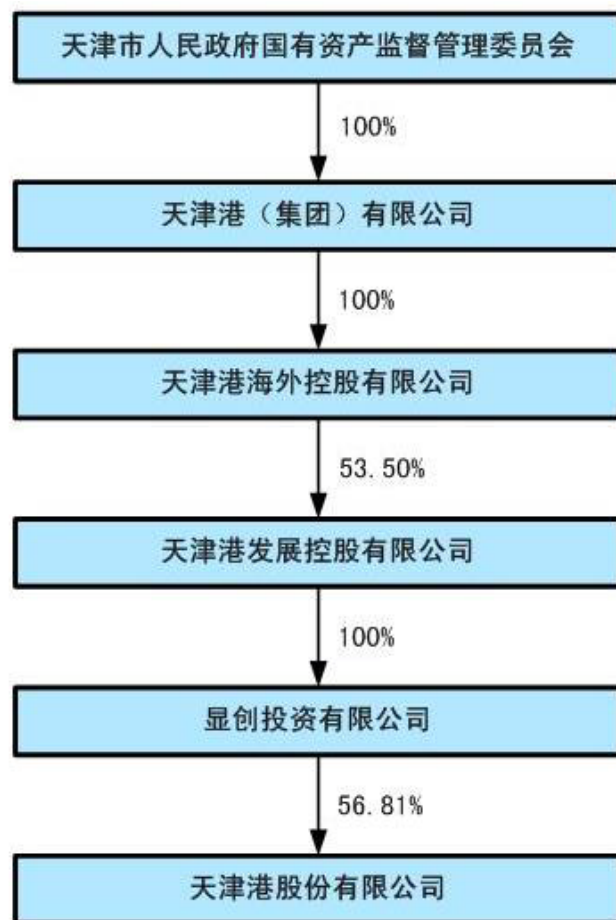 天津市人民政府国有资产监督管理委员会
100%
天津港（集团）有限公司
100%
天津港海外控股有限公司
53.50%
天津港发展控股有限公司
100%
显创投资有限公司
56.81%
天津港股份有限公司